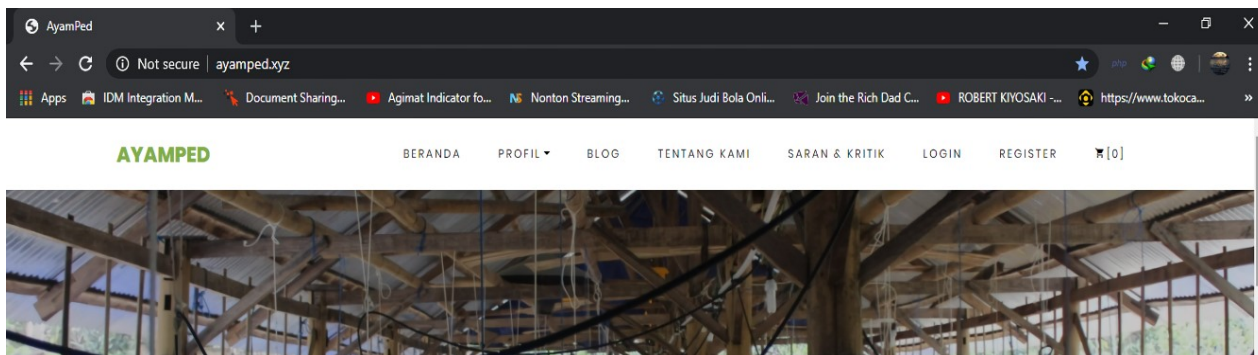 AyamPed
Not secure ayamped.xyz
php
Apps IDM Integration M... Document Sharing... Agimat Indicator fo... Nonton Streaming... Situs Judi Bola Onli... Join the Rich Dad C... ROBERT KIYOSAKI -... https://www.tokoca... »
AYAMPED BERANDA PROFIL BLOG TENTANG KAMI SARAN & KRITIK LOGIN REGISTER [0]